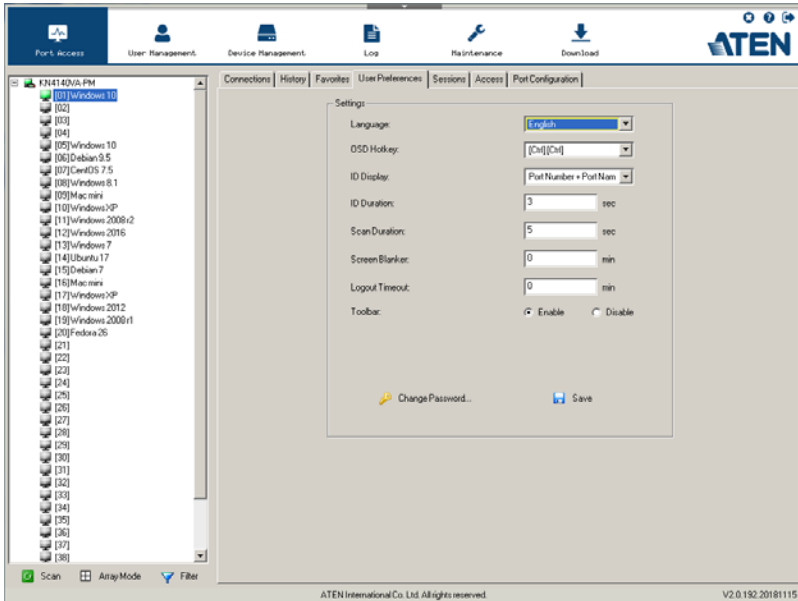 Port Access
User Management
Device Management
Log
Maintenance
Download
ATEN
KN4140VA-PM
[01]Windows 10
[02]
[03]
[04]
[05]Windows 10
[06]Debian 9.5
[07]CentOS 7.5
[08]Windows 8.1
[09]Mac mini
[10]WindowsXP
[11]Windows 2008r2
[12]Windows 2016
[13]Windows 7
[14]Ubuntu 17
[15]Debian 7
[16]Mac mini
[17]WindowsXP
[18]Windows 2012
[19]Windows 2008r1
[20]Fedora 26
[21]
[22]
[23]
[24]
[25]
[26]
[27]
[28]
[29]
[30]
[31]
[32]
[33]
[34]
[35]
[36]
[37]
[38]
Scan Array Mode Filter
Connections History Favorites User Preferences Sessions Access Port Configuration
Settings
Language: English
OSD Hotkey: [Ctrl][Ctrl]
ID Display: Port Number + Port Nam
ID Duration: 3 sec
Scan Duration: 5 sec
Screen Blanker: 0 min
Logout Timeout: 0 min
Toolbar: Enable Disable
Change Password... Save
ATEN International Co. Ltd. All rights reserved.
V2.0.192.20181115